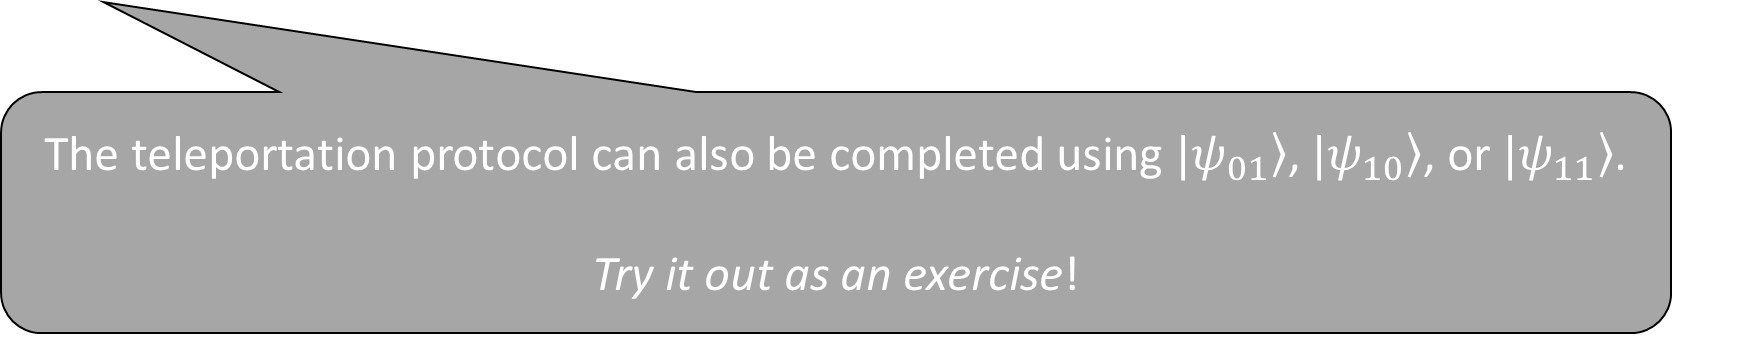 The teleportation protocol can also be completed using |ψ₀₁⟩, |ψ₁₀⟩, or |ψ₁₁⟩.
Try it out as an exercise!